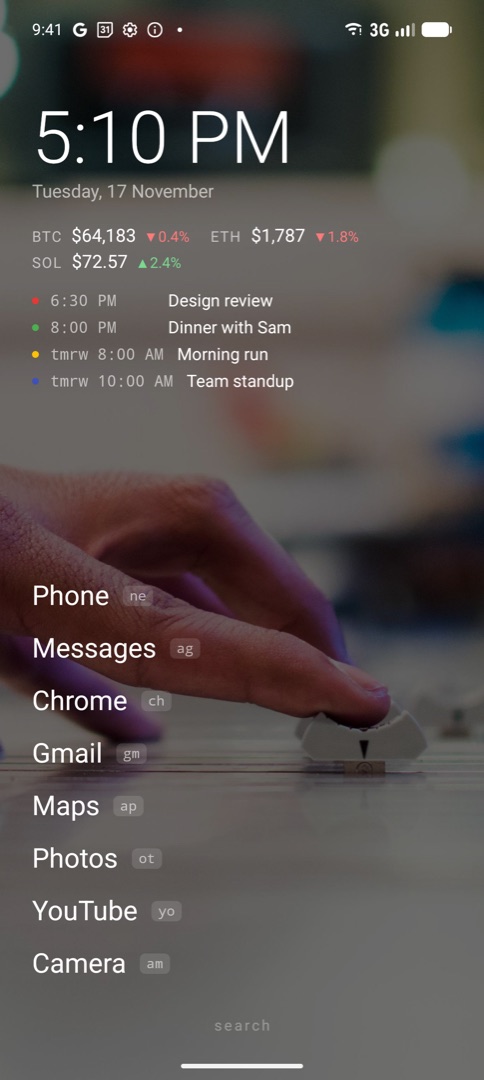 9:41 G 31 3G
5:10 PM
Tuesday, 17 November
BTC $64,183 ▼0.4% ETH $1,787 ▼1.8%
SOL $72.57 ▲2.4%
6:30 PM Design review
8:00 PM Dinner with Sam
tmrw 8:00 AM Morning run
tmrw 10:00 AM Team standup
Phone ne
Messages ag
Chrome ch
Gmail gm
Maps ap
Photos ot
YouTube yo
Camera am
search